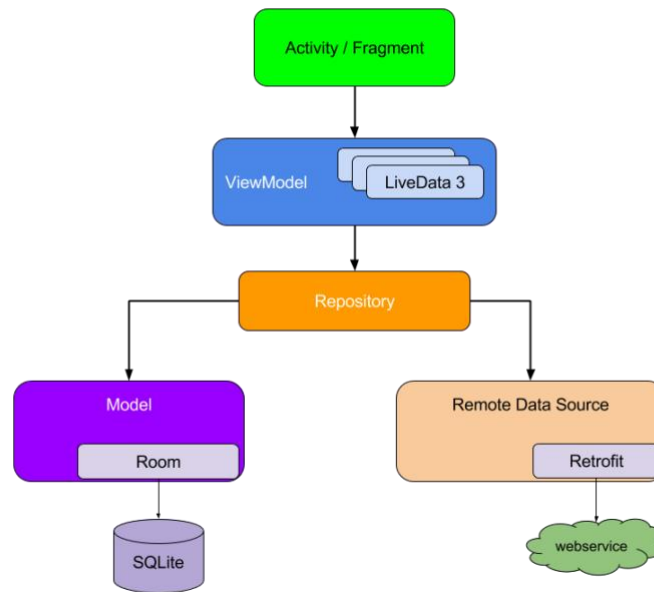 Activity / Fragment
ViewModel
LiveData 3
Repository
Model
Remote Data Source
Room
Retrofit
SQLite
webservice